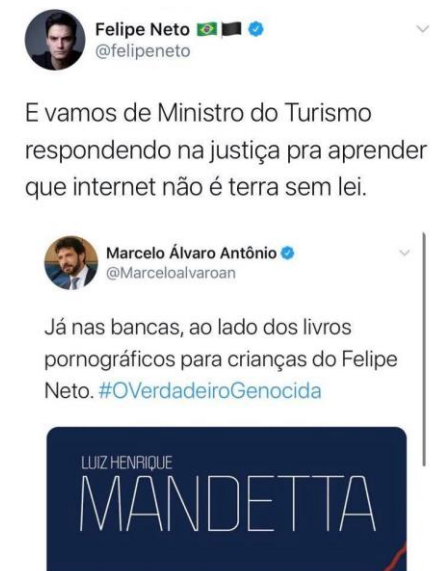 Felipe Neto 🇧🇷🏴
@felipeneto
E vamos de Ministro do Turismo
respondendo na justiça pra aprender
que internet não é terra sem lei.
Marcelo Álvaro Antônio
@Marceloalvaroan
Já nas bancas, ao lado dos livros
pornográficos para crianças do Felipe
Neto. #OVerdadeiroGenocida
LUIZ HENRIQUE
MANDETTA